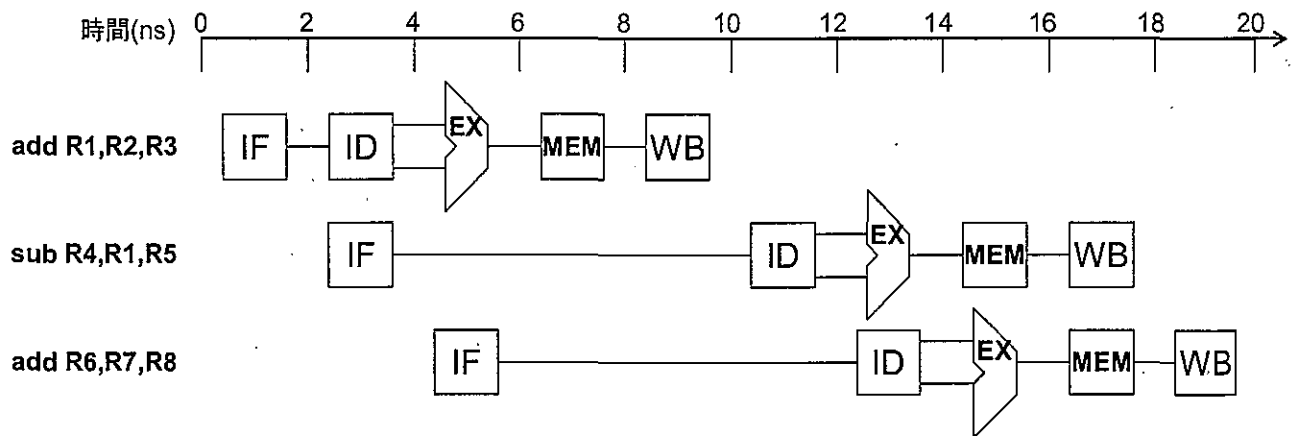 時間(ns) 0 2 4 6 8 10 12 14 16 18 20
add R1,R2,R3 IF ID EX MEM WB
sub R4,R1,R5 IF ID EX MEM WB
add R6,R7,R8 IF ID EX MEM WB